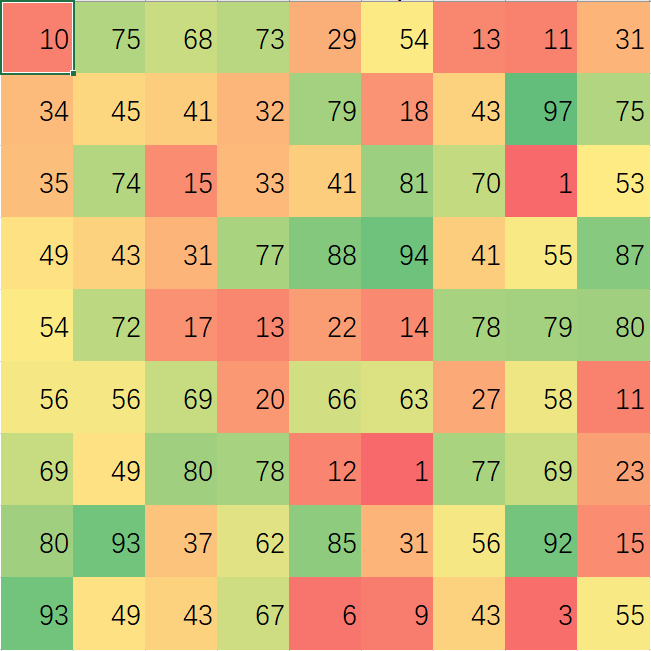 10 75 68 73 29 54 13 11 31
34 45 41 32 79 18 43 97 75
35 74 15 33 41 81 70 1 53
49 43 31 77 88 94 41 55 87
54 72 17 13 22 14 78 79 80
56 56 69 20 66 63 27 58 11
69 49 80 78 12 1 77 69 23
80 93 37 62 85 31 56 92 15
93 49 43 67 6 9 43 3 55